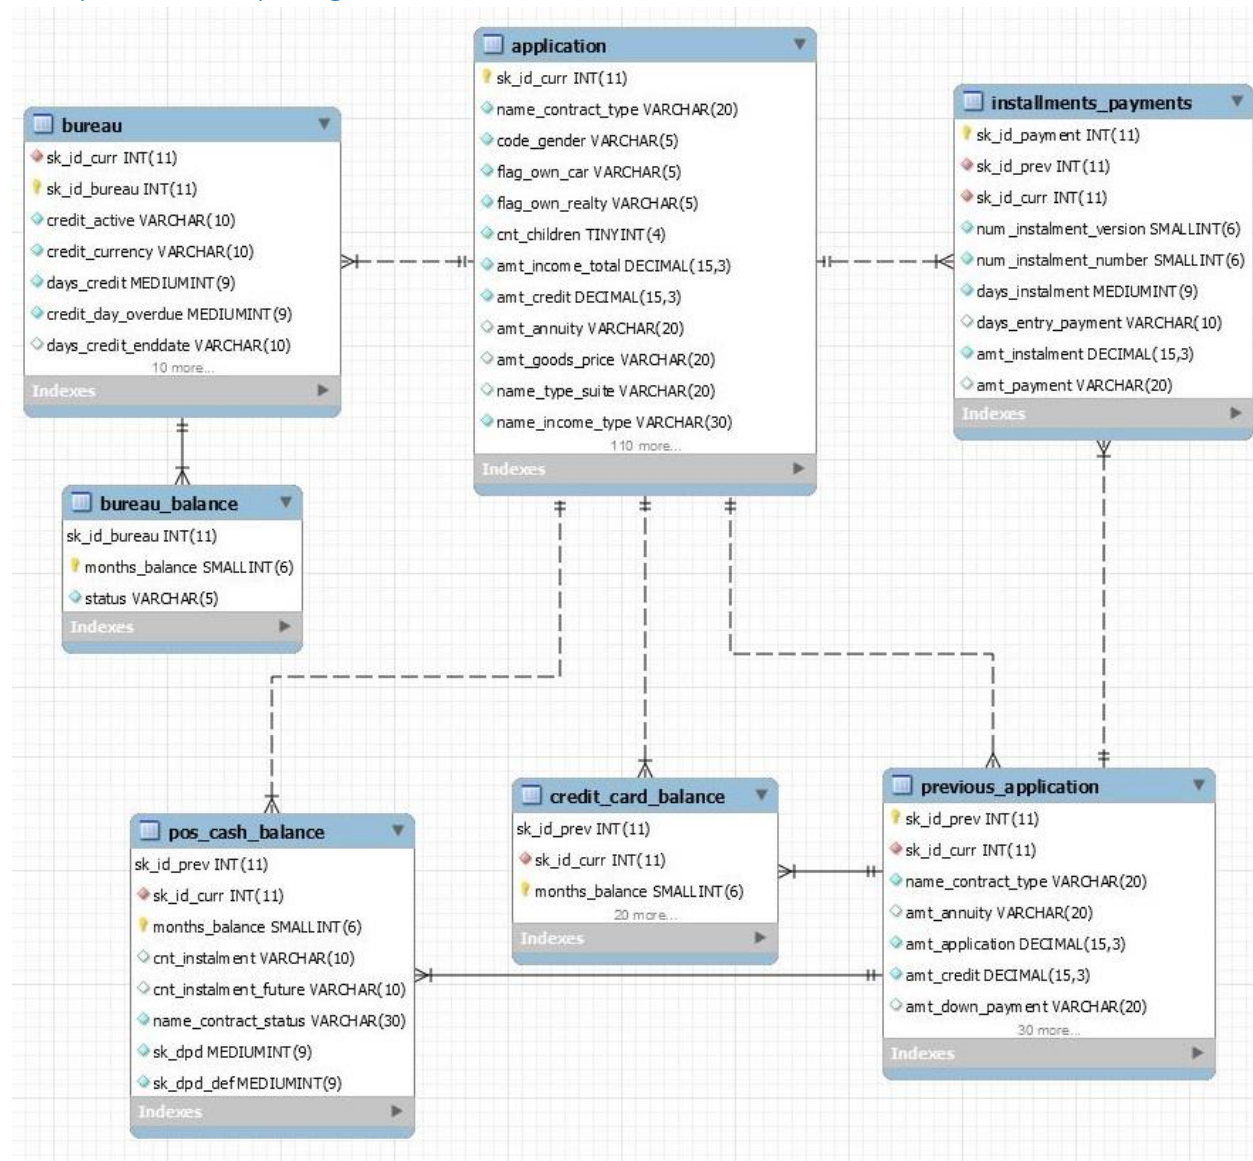 application
sk_id_curr INT(11)
name_contract_type VARCHAR(20)
code_gender VARCHAR(5)
flag_own_car VARCHAR(5)
flag_own_realty VARCHAR(5)
cnt_children TINYINT(4)
amt_income_total DECIMAL(15,3)
amt_credit DECIMAL(15,3)
amt_annuity VARCHAR(20)
amt_goods_price VARCHAR(20)
name_type_suite VARCHAR(20)
name_income_type VARCHAR(30)
110 more...
Indexes
bureau
sk_id_curr INT(11)
sk_id_bureau INT(11)
credit_active VARCHAR(10)
credit_currency VARCHAR(10)
days_credit MEDIUMINT(9)
credit_day_overdue MEDIUMINT(9)
days_credit_enddate VARCHAR(10)
10 more...
Indexes
installments_payments
sk_id_payment INT(11)
sk_id_prev INT(11)
sk_id_curr INT(11)
num_instalment_version SMALLINT(6)
num_instalment_number SMALLINT(6)
days_instalment MEDIUMINT(9)
days_entry_payment VARCHAR(10)
amt_instalment DECIMAL(15,3)
amt_payment VARCHAR(20)
Indexes
bureau_balance
sk_id_bureau INT(11)
months_balance SMALLINT(6)
status VARCHAR(5)
Indexes
pos_cash_balance
sk_id_prev INT(11)
sk_id_curr INT(11)
months_balance SMALLINT(6)
cnt_instalment VARCHAR(10)
cnt_instalment_future VARCHAR(10)
name_contract_status VARCHAR(30)
sk_dpd MEDIUMINT(9)
sk_dpd_def MEDIUMINT(9)
Indexes
credit_card_balance
sk_id_prev INT(11)
sk_id_curr INT(11)
months_balance SMALLINT(6)
20 more...
Indexes
previous_application
sk_id_prev INT(11)
sk_id_curr INT(11)
name_contract_type VARCHAR(20)
amt_annuity VARCHAR(20)
amt_application DECIMAL(15,3)
amt_credit DECIMAL(15,3)
amt_down_payment VARCHAR(20)
30 more...
Indexes